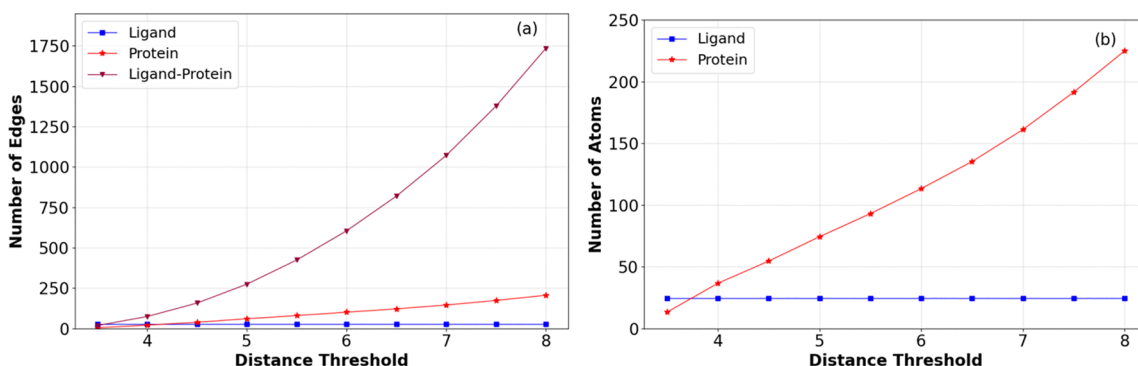 (a)
Ligand
Protein
Ligand-Protein
Number of Edges
1750
1500
1250
1000
750
500
250
0
4
5
6
7
8
Distance Threshold
(b)
Ligand
Protein
Number of Atoms
250
200
150
100
50
0
4
5
6
7
8
Distance Threshold